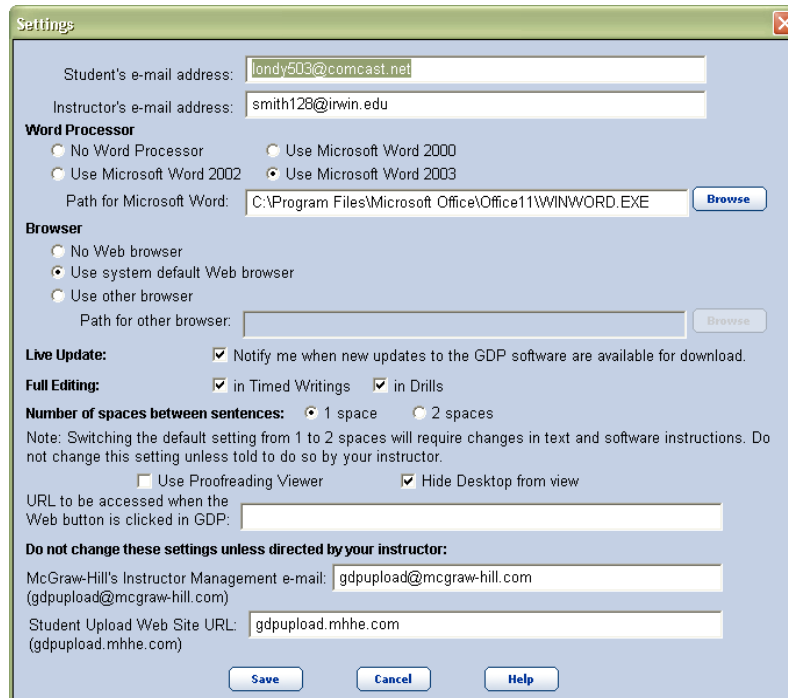 Settings
Student's e-mail address: londy503@comcast.net
Instructor's e-mail address: smith128@irwin.edu
Word Processor
No Word Processor Use Microsoft Word 2000
Use Microsoft Word 2002 Use Microsoft Word 2003
Path for Microsoft Word: C:\Program Files\Microsoft Office\Office11\WINWORD.EXE Browse
Browser
No Web browser
Use system default Web browser
Use other browser
Path for other browser: Browse
Live Update: Notify me when new updates to the GDP software are available for download.
Full Editing: in Timed Writings in Drills
Number of spaces between sentences: 1 space 2 spaces
Note: Switching the default setting from 1 to 2 spaces will require changes in text and software instructions. Do
not change this setting unless told to do so by your instructor.
Use Proofreading Viewer Hide Desktop from view
URL to be accessed when the
Web button is clicked in GDP:
Do not change these settings unless directed by your instructor:
McGraw-Hill's Instructor Management e-mail: gdpupload@mcgraw-hill.com
(gdpupload@mcgraw-hill.com)
Student Upload Web Site URL: gdpupload.mhhe.com
(gdpupload.mhhe.com)
Save Cancel Help